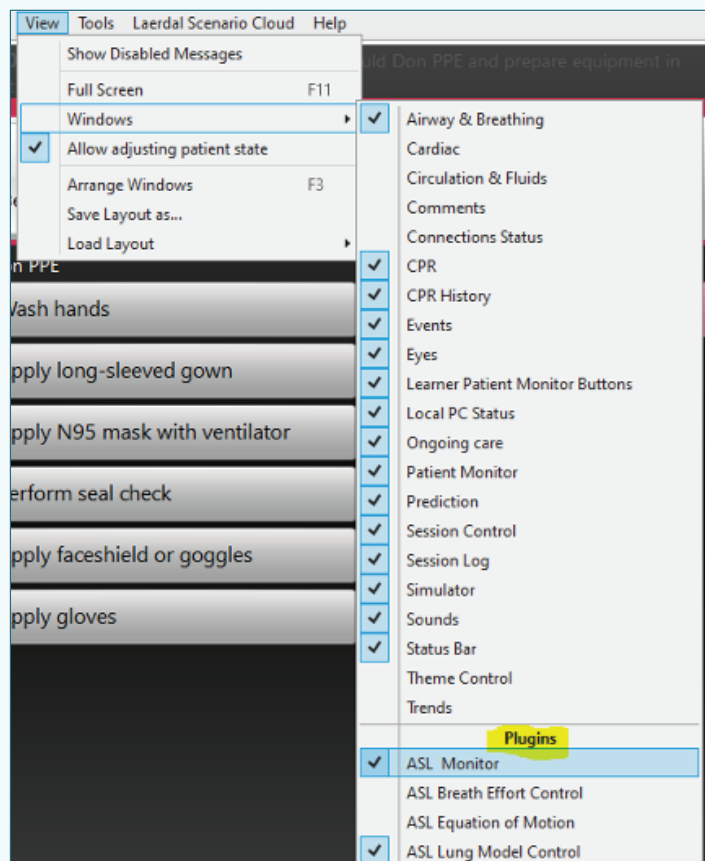 View Tools Laerdal Scenario Cloud Help
Show Disabled Messages
uld Don PPE and prepare equipment in
Full Screen F11
Windows
Allow adjusting patient state
Arrange Windows F3
Save Layout as...
Load Layout
Airway & Breathing
Cardiac
Circulation & Fluids
Comments
Connections Status
CPR
CPR History
Events
Eyes
Learner Patient Monitor Buttons
Local PC Status
Ongoing care
Patient Monitor
Prediction
Session Control
Session Log
Simulator
Sounds
Status Bar
Theme Control
Trends
Plugins
ASL Monitor
ASL Breath Effort Control
ASL Equation of Motion
ASL Lung Model Control
on PPE
Wash hands
pply long-sleeved gown
pply N95 mask with ventilator
erform seal check
pply faceshield or goggles
pply gloves